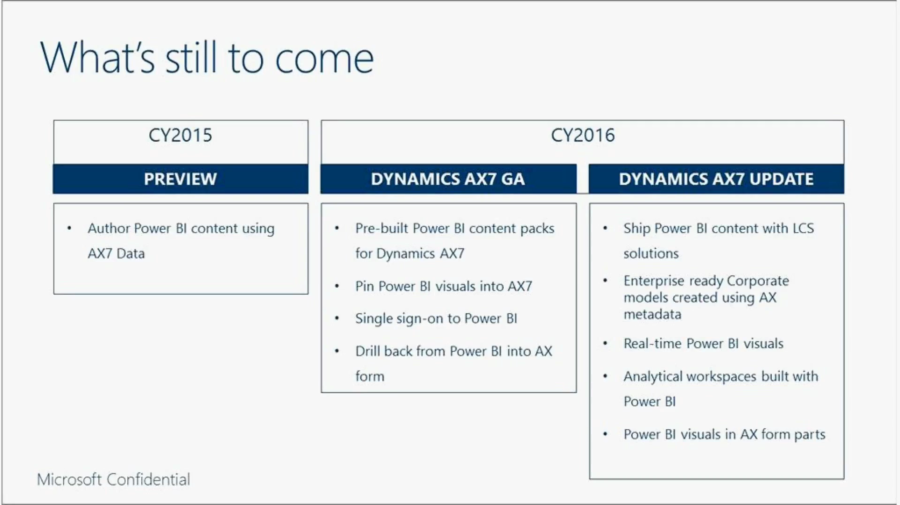 What's still to come
CY2015
CY2016
PREVIEW
DYNAMICS AX7 GA
DYNAMICS AX7 UPDATE
• Author Power BI content using
AX7 Data
• Pre-built Power BI content packs
for Dynamics AX7
• Pin Power BI visuals into AX7
• Single sign-on to Power BI
• Drill back from Power BI into AX
form
• Ship Power BI content with LCS
solutions
• Enterprise ready Corporate
models created using AX
metadata
• Real-time Power BI visuals
• Analytical workspaces built with
Power BI
• Power BI visuals in AX form parts
Microsoft Confidential